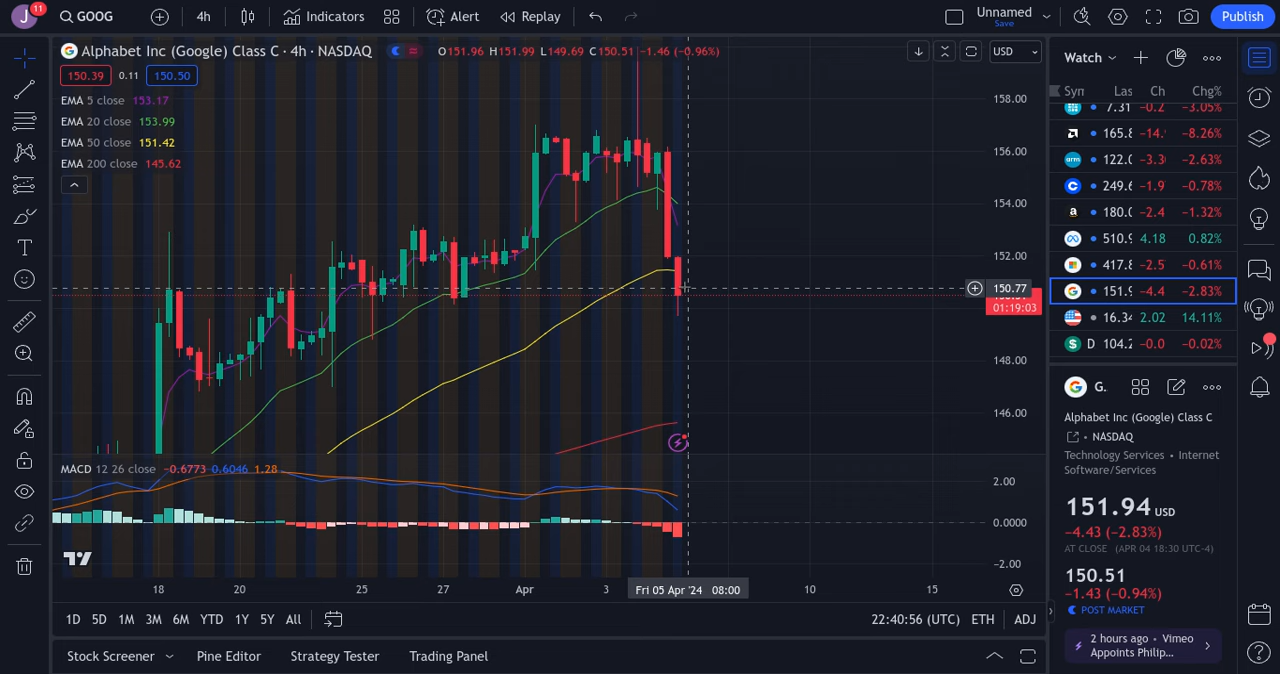 J
11
GOOG
4h
Indicators
Alert
Replay
Unnamed
Save
Publish
Alphabet Inc (Google) Class C · 4h · NASDAQ
O151.96 H151.99 L149.69 C150.51 −1.46 (−0.96%)
USD
150.39 0.11 150.50
EMA 5 close 153.17
EMA 20 close 153.99
EMA 50 close 151.42
EMA 200 close 145.62
158.00
156.00
154.00
152.00
150.77
01:19:03
148.00
146.00
MACD 12 26 close −0.6773 0.6046 1.28
2.00
0.0000
−2.00
18
20
25
27
Apr
3
Fri 05 Apr '24 08:00
10
15
1D 5D 1M 3M 6M YTD 1Y 5Y All
22:40:56 (UTC) ETH ADJ
Stock Screener
Pine Editor
Strategy Tester
Trading Panel
Watch
Syn Las Ch Chg%
7.31 −0.2 −3.05%
165.8 −14. −8.26%
122.0 −3.3 −2.63%
249.6 −1.9 −0.78%
180.0 −2.4 −1.32%
510.9 4.18 0.82%
417.8 −2.5 −0.61%
151.9 −4.4 −2.83%
16.34 2.02 14.11%
D 104.2 −0.0 −0.02%
G.
Alphabet Inc (Google) Class C
NASDAQ
Technology Services • Internet
Software/Services
151.94 USD
−4.43 (−2.83%)
AT CLOSE (APR 04 18:30 UTC-4)
150.51
−1.43 (−0.94%)
POST MARKET
2 hours ago • Vimeo
Appoints Philip...